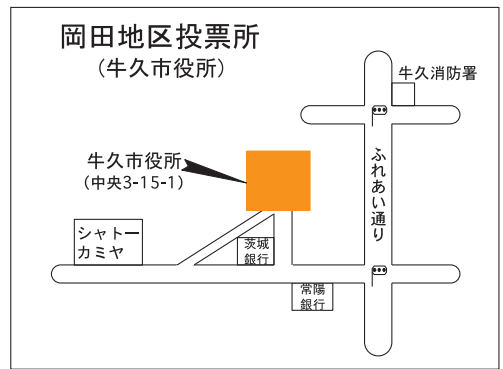 岡田地区投票所
(牛久市役所)
牛久消防署
牛久市役所
(中央3-15-1)
ふれあい通り
シャトー
カミヤ
茨城
銀行
常陽
銀行